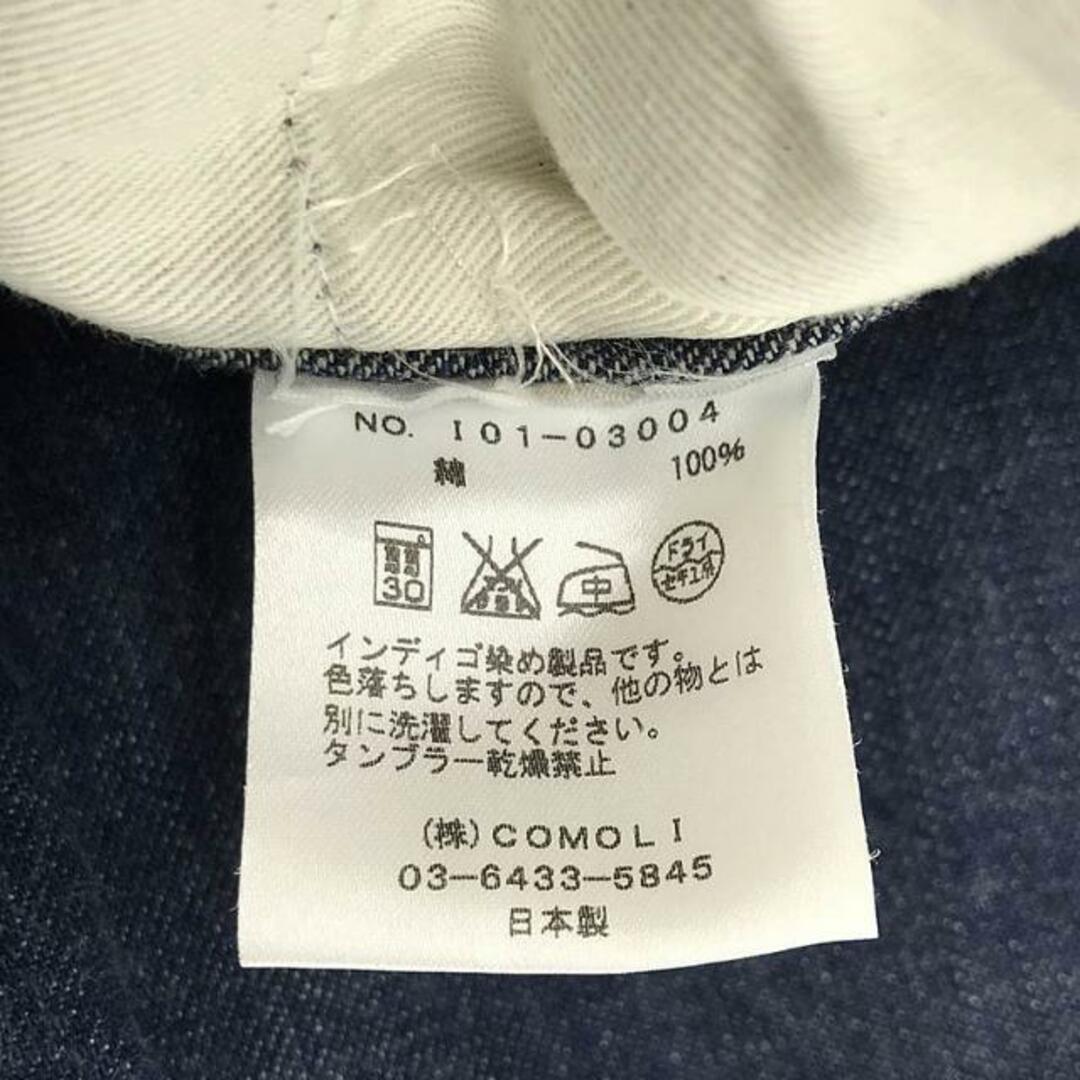 NO. I01-03004
綿 100%
30
中
ドライ
セキユ系
インディゴ染め製品です。
色落ちしますので、他の物とは
別に洗濯してください。
タンブラー乾燥禁止
(株)COMOLI
03-6433-5845
日本製